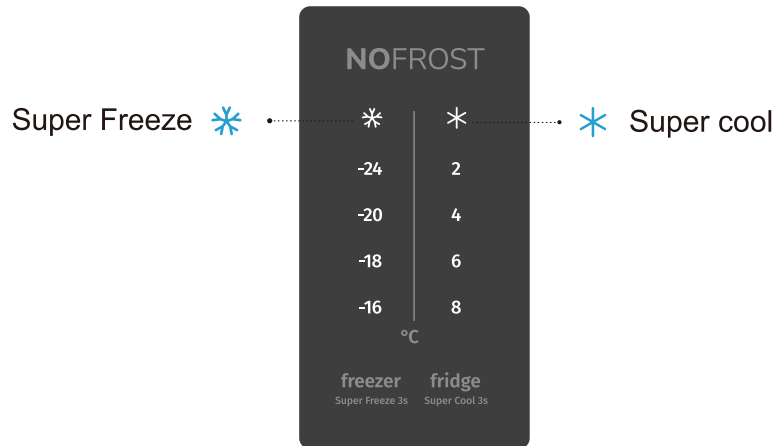 NOFROST
Super Freeze
Super cool
-24 2
-20 4
-18 6
-16 8
°C
freezer fridge
Super Freeze 3s Super Cool 3s